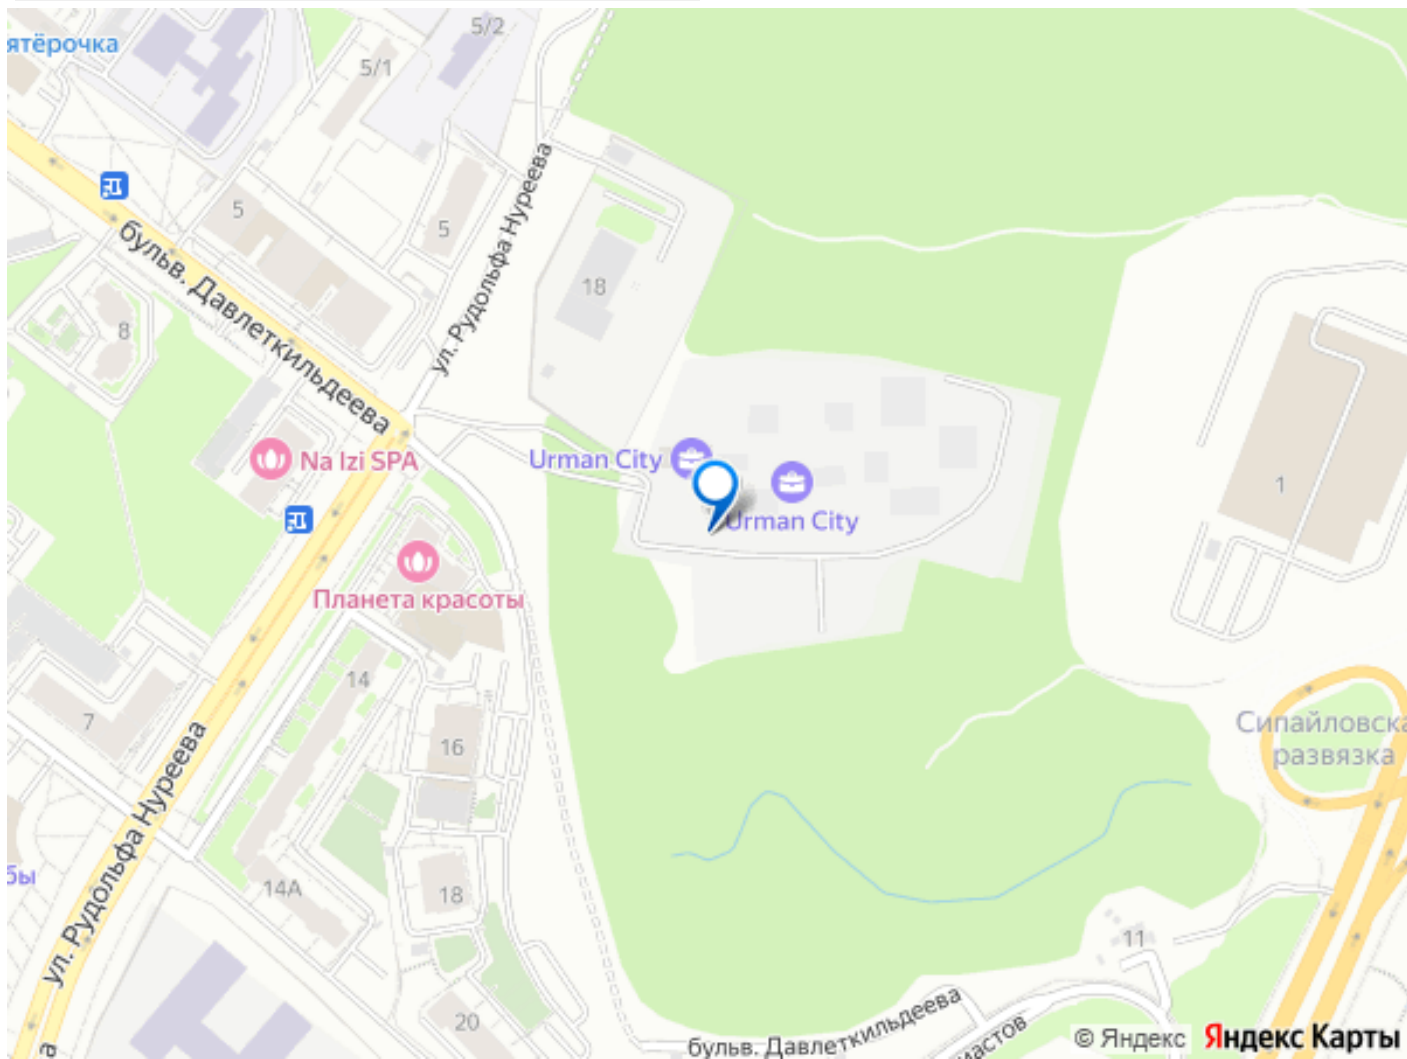 5/2
ятёрочка
5/1
5
5
бульв. Давлеткильдеева
ул. Рудольфа Нуреева
18
8
Na Izi SPA
Urman City
Urman City
1
Планета красоты
14
7
16
Сипайловска
развязка
ул. Рудольфа Нуреева
бы
14А
18
11
20
бульв. Давлеткильдеева
иастов
а
© Яндекс
Яндекс Карты